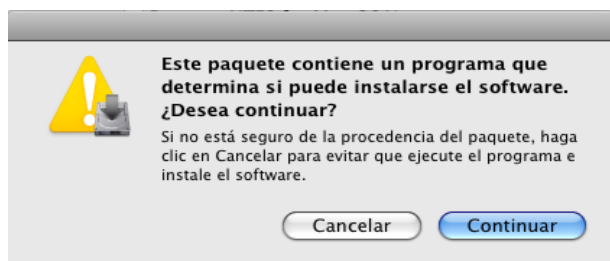 Este paquete contiene un programa que
determina si puede instalarse el software.
¿Desea continuar?
Si no está seguro de la procedencia del paquete, haga
clic en Cancelar para evitar que ejecute el programa e
instale el software.
Cancelar
Continuar